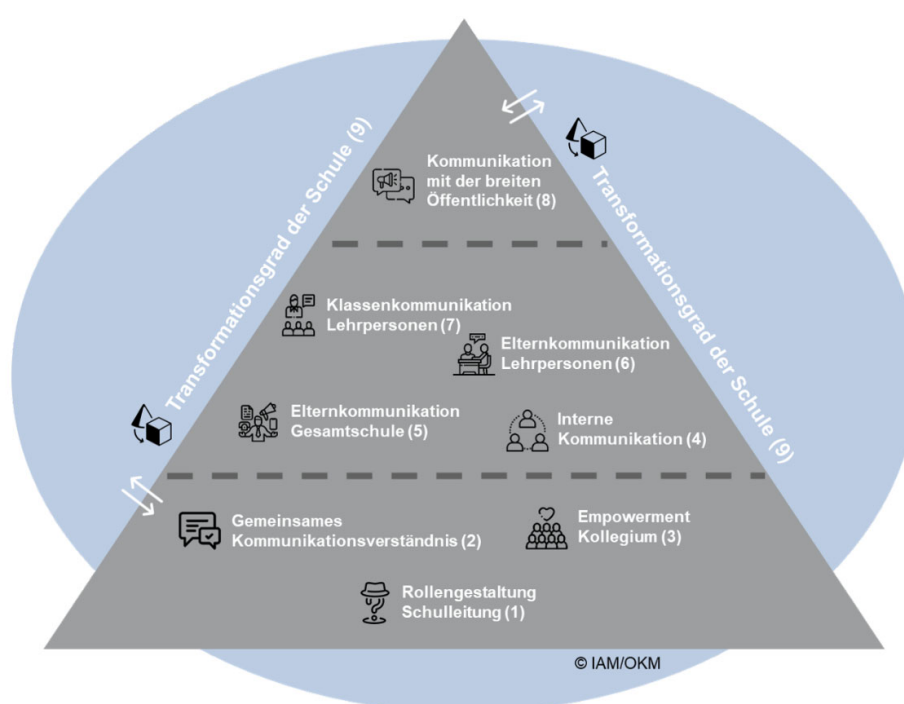 Kommunikation
mit der breiten
Öffentlichkeit (8)
Transformationsgrad der Schule (9)
Transformationsgrad der Schule (9)
Klassenkommunikation
Lehrpersonen (7)
Elternkommunikation
Lehrpersonen (6)
Elternkommunikation
Gesamtschule (5)
Interne
Kommunikation (4)
Gemeinsames
Kommunikationsverständnis (2)
Empowerment
Kollegium (3)
Rollengestaltung
Schulleitung (1)
© IAM/OKM